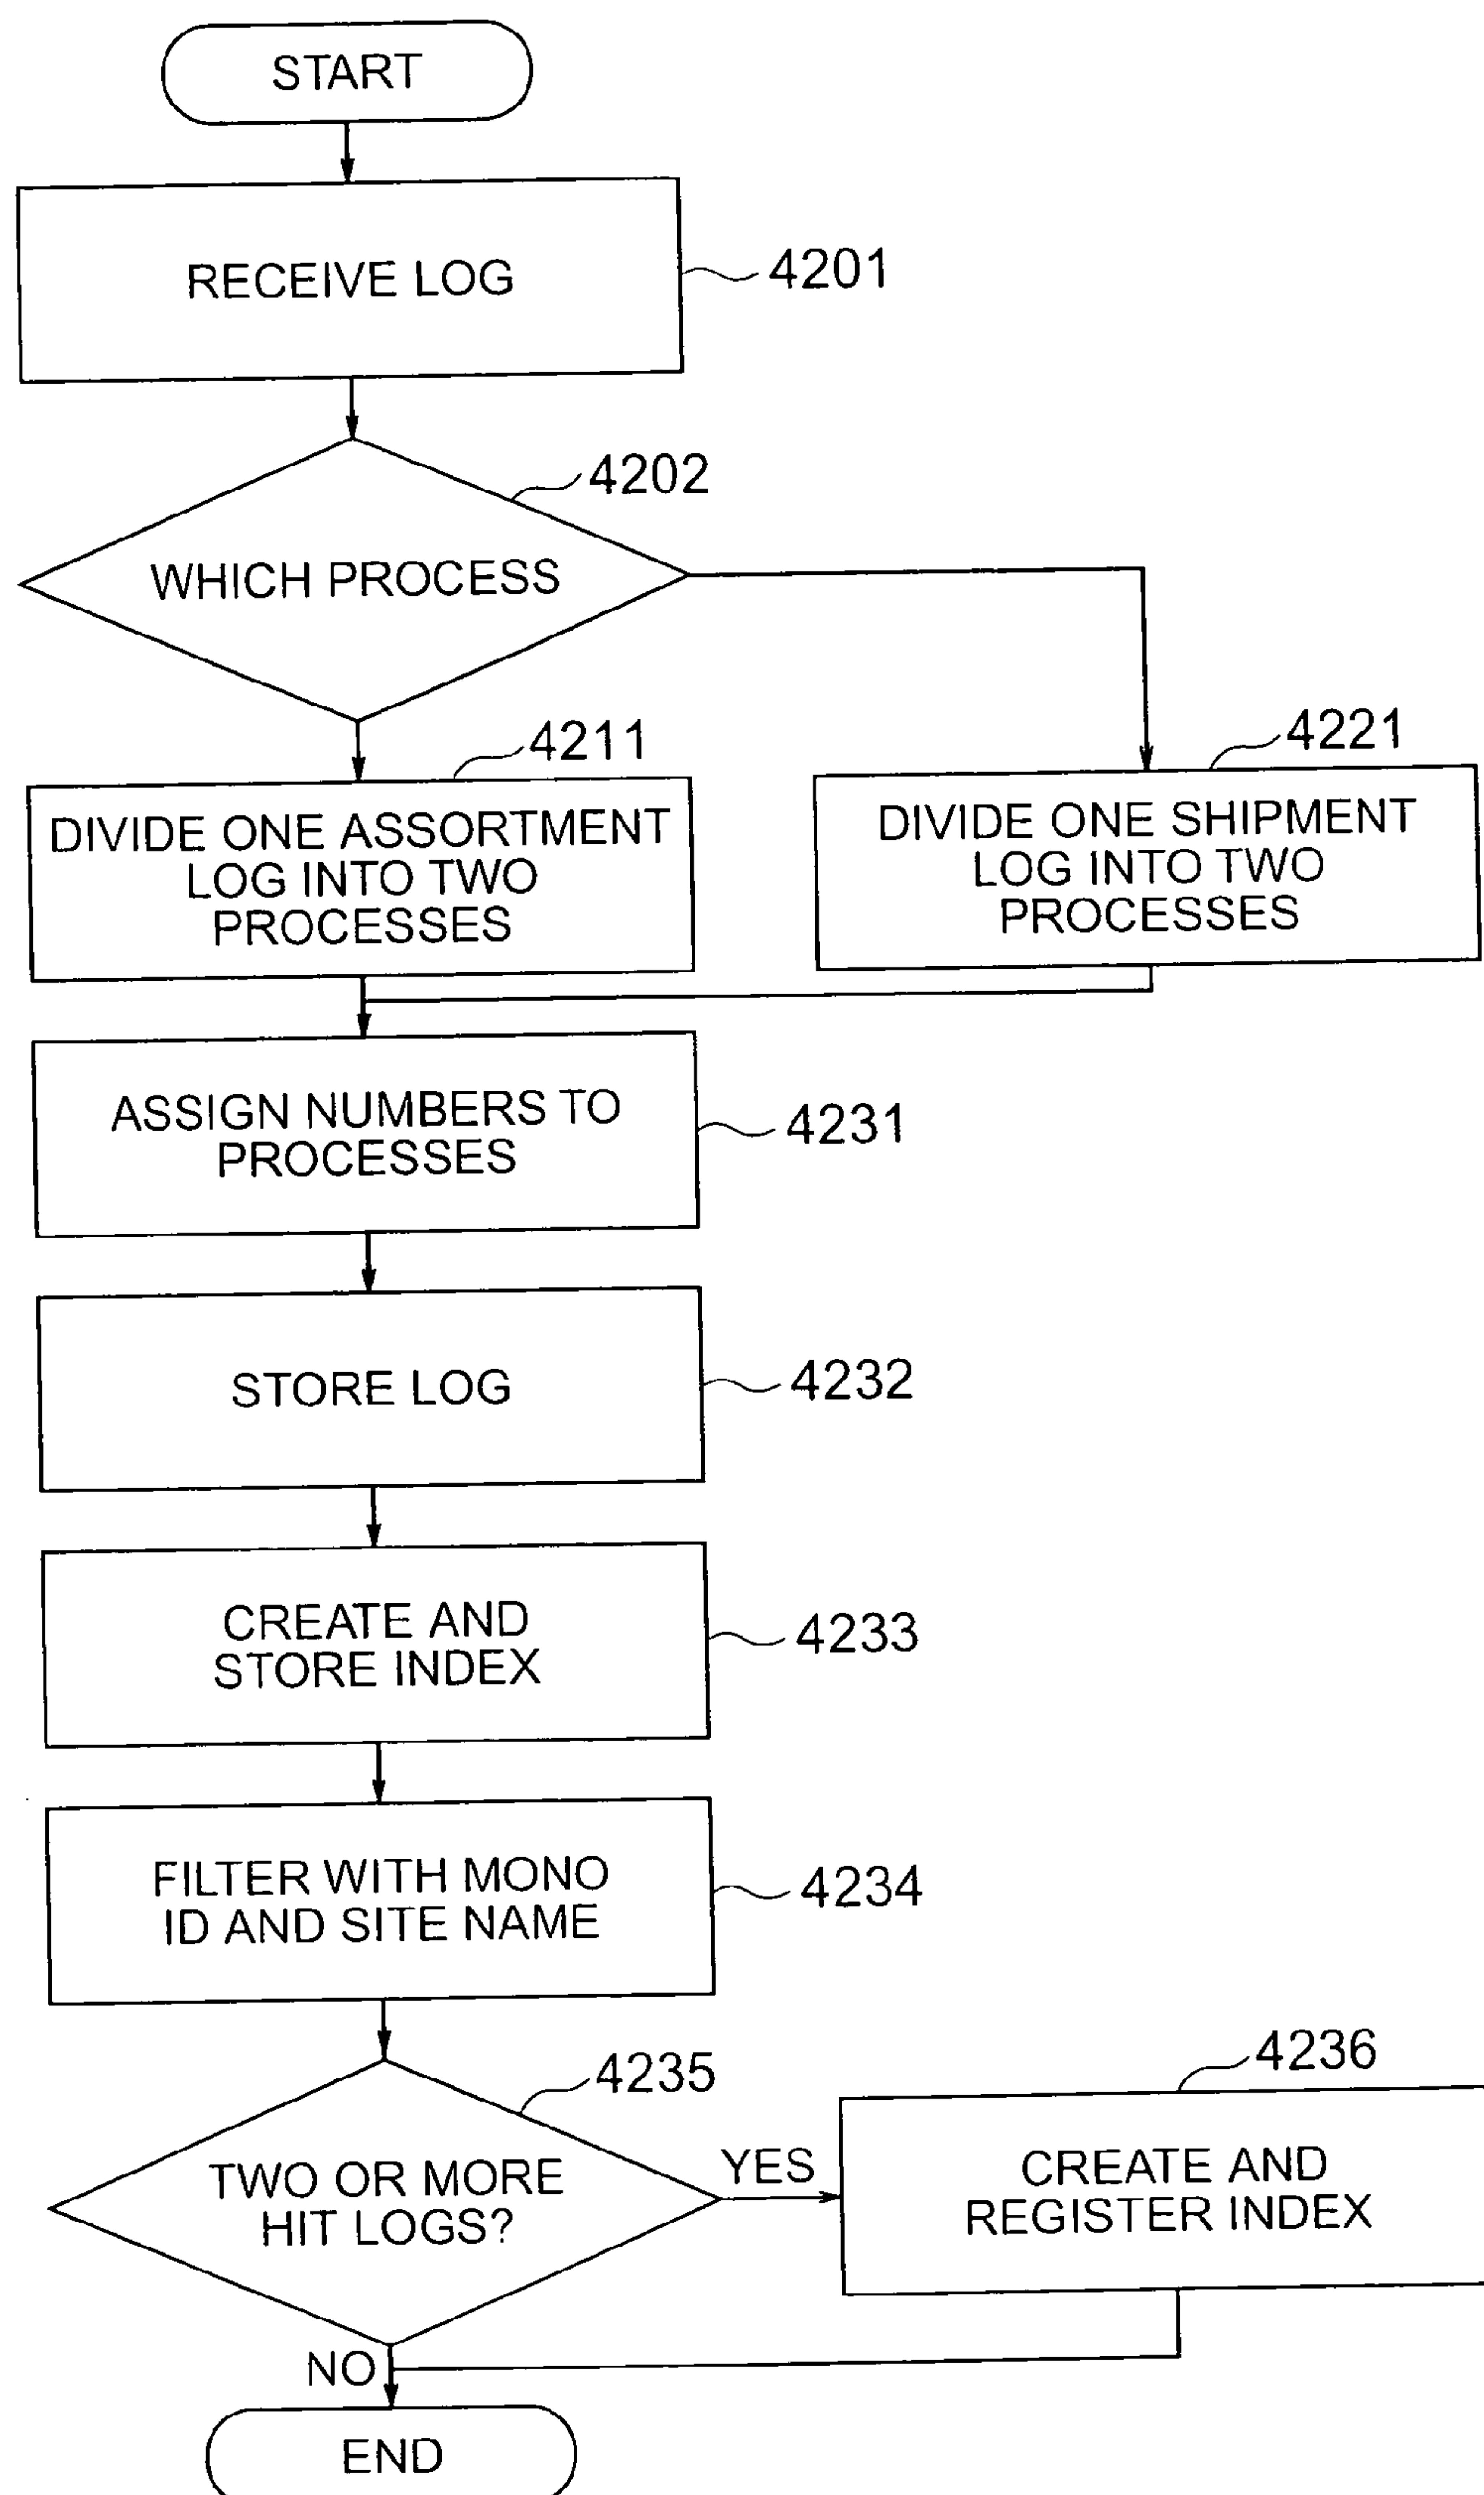 START
RECEIVE LOG
4201
4202
WHICH PROCESS
4211
DIVIDE ONE ASSORTMENT
LOG INTO TWO
PROCESSES
4221
DIVIDE ONE SHIPMENT
LOG INTO TWO
PROCESSES
ASSIGN NUMBERS TO
PROCESSES
4231
STORE LOG
4232
CREATE AND
STORE INDEX
4233
FILTER WITH MONO
ID AND SITE NAME
4234
4235
TWO OR MORE
HIT LOGS?
YES
4236
CREATE AND
REGISTER INDEX
NO
END